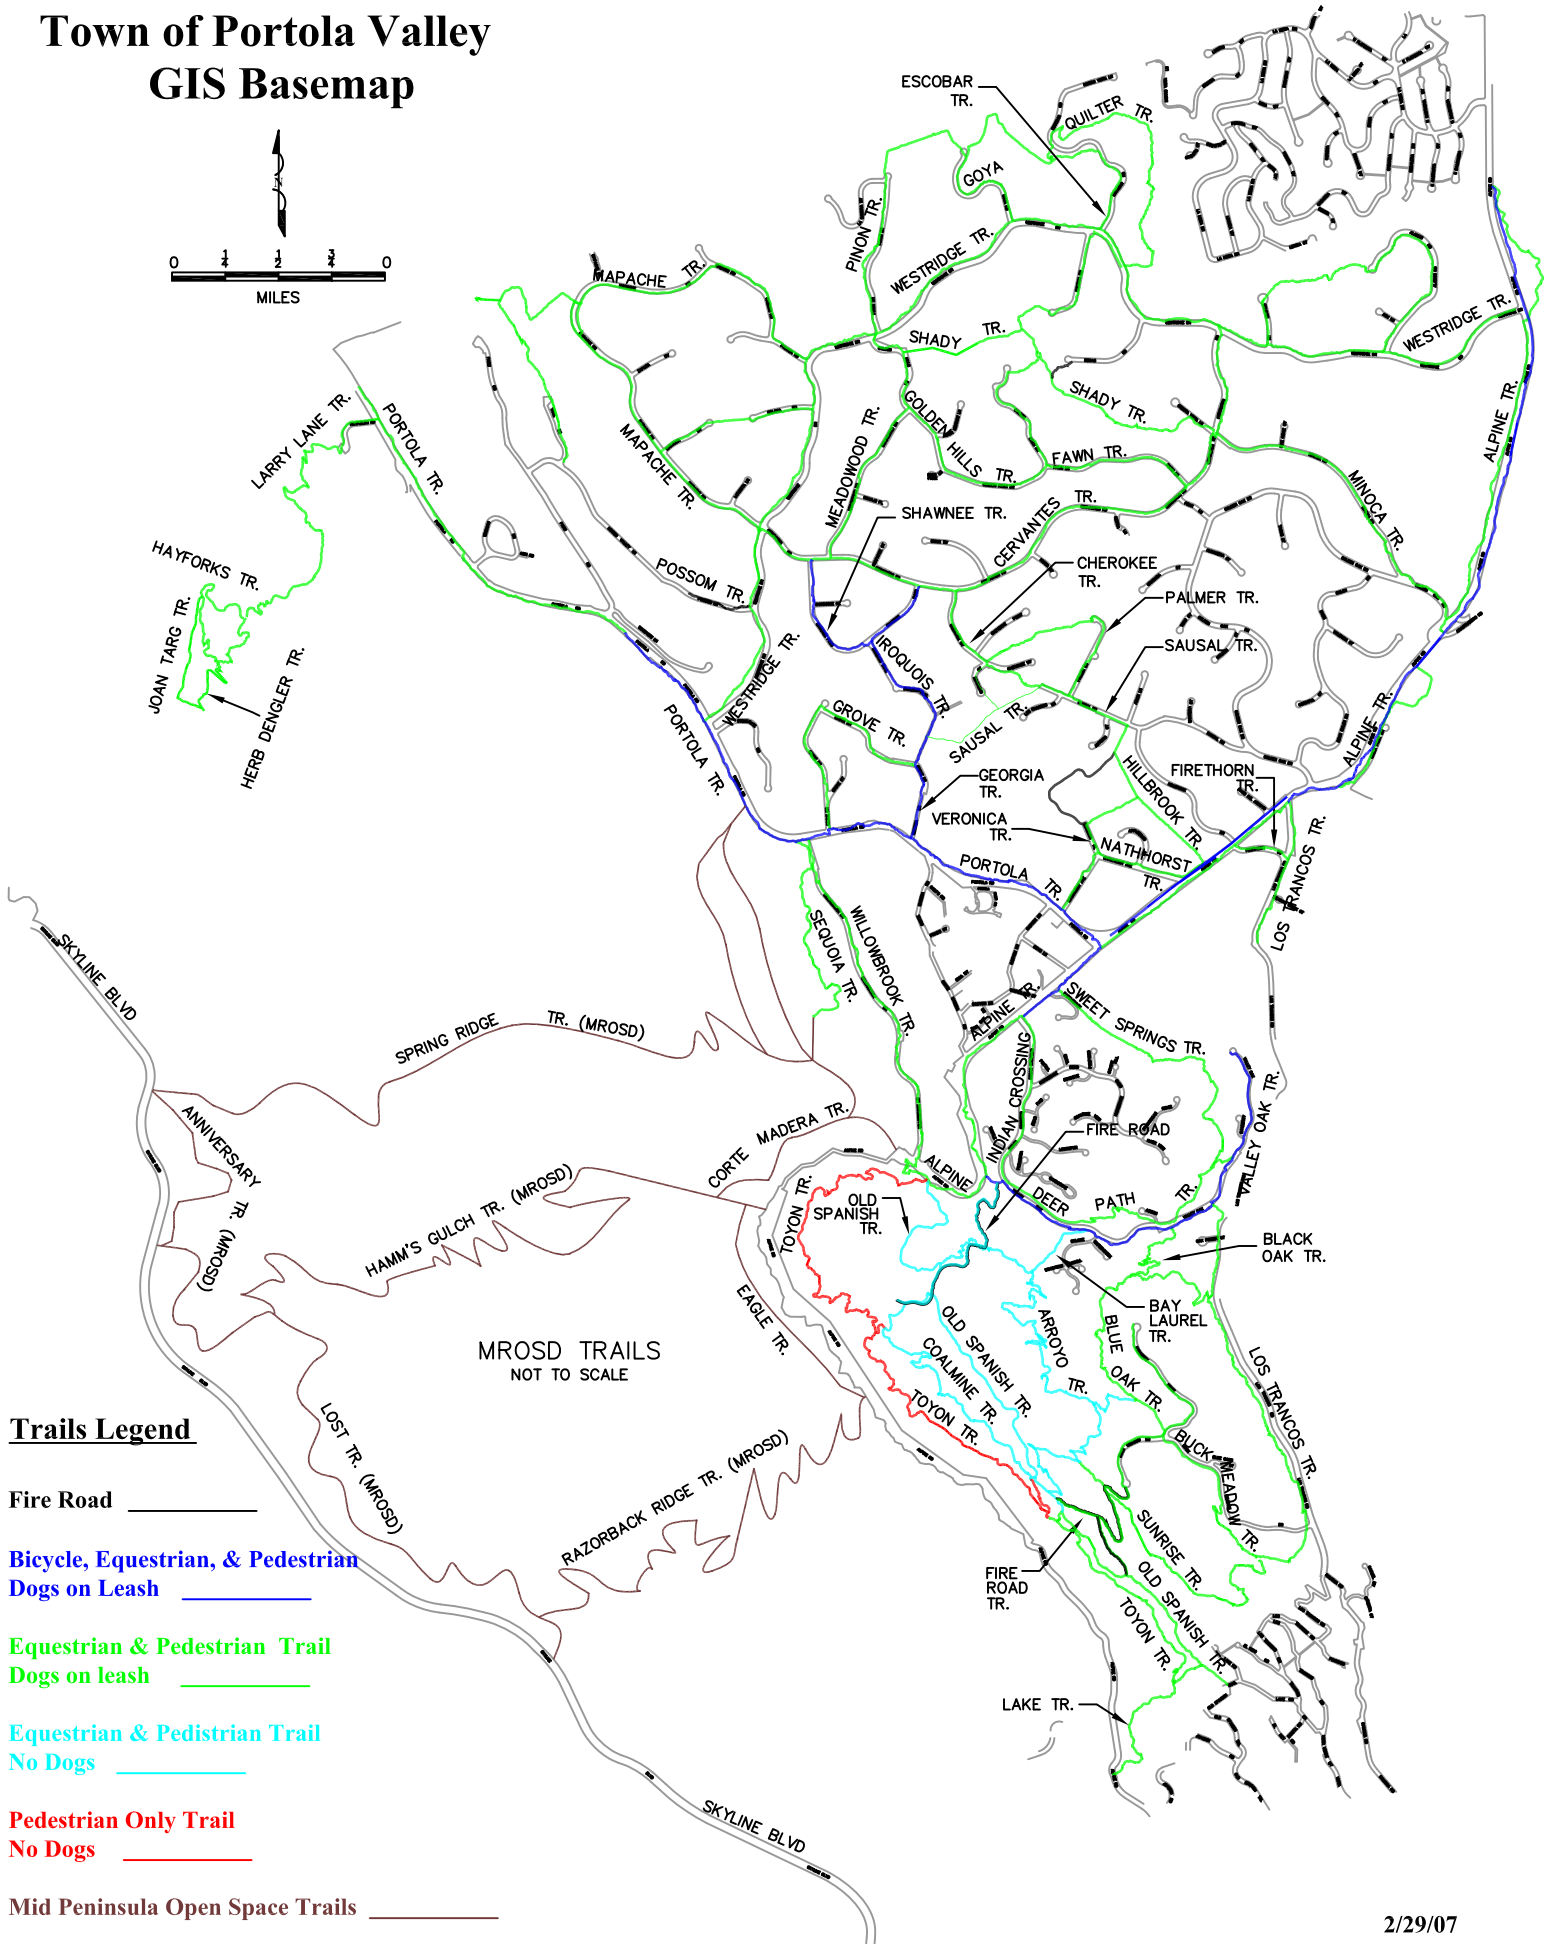 Town of Portola Valley
GIS Basemap
N
0 1/4 1/2 3/4 0
MILES
ESCOBAR
TR.
QUILTER TR.
GOYA
PINON TR.
WESTRIDGE TR.
MAPACHE TR.
SHADY TR.
WESTRIDGE TR.
SHADY TR.
ALPINE TR.
LARRY LANE TR.
PORTOLA TR.
MAPACHE TR.
MEADOWOOD TR.
GOLDEN HILLS TR.
FAWN TR.
MINOCA TR.
SHAWNEE TR.
CERVANTES TR.
CHEROKEE
TR.
PALMER TR.
SAUSAL TR.
HAYFORKS TR.
POSSOM TR.
JOAN TARG TR.
HERB DENGLER TR.
WESTRIDGE TR.
IROQUOIS TR.
PORTOLA TR.
GROVE TR.
SAUSAL TR.
ALPINE TR.
GEORGIA
TR.
HILLBROOK TR.
FIRETHORN
TR.
VERONICA
TR.
NATHHORST
TR.
PORTOLA TR.
LOS TRANCOS TR.
SEQUOIA TR.
WILLOWBROOK TR.
SKYLINE BLVD
SPRING RIDGE TR. (MROSD)
ALPINE TR.
SWEET SPRINGS TR.
INDIAN CROSSING
ANNIVERSARY TR. (MROSD)
CORTE MADERA TR.
FIRE ROAD
VALLEY OAK TR.
HAMM'S GULCH TR. (MROSD)
ALPINE
DEER PATH TR.
TOYON TR.
OLD
SPANISH
TR.
BLACK
OAK TR.
EAGLE TR.
BAY
LAUREL
TR.
OLD SPANISH TR.
COALMINE TR.
ARROYO TR.
BLUE OAK TR.
MROSD TRAILS
NOT TO SCALE
LOS TRANCOS TR.
TOYON TR.
LOST TR. (MROSD)
RAZORBACK RIDGE TR. (MROSD)
BUCK MEADOW TR.
SUNRISE TR.
FIRE
ROAD
TR.
OLD SPANISH TR.
TOYON TR.
LAKE TR.
SKYLINE BLVD
Trails Legend
Fire Road
Bicycle, Equestrian, & Pedestrian
Dogs on Leash
Equestrian & Pedestrian Trail
Dogs on leash
Equestrian & Pedistrian Trail
No Dogs
Pedestrian Only Trail
No Dogs
Mid Peninsula Open Space Trails
2/29/07